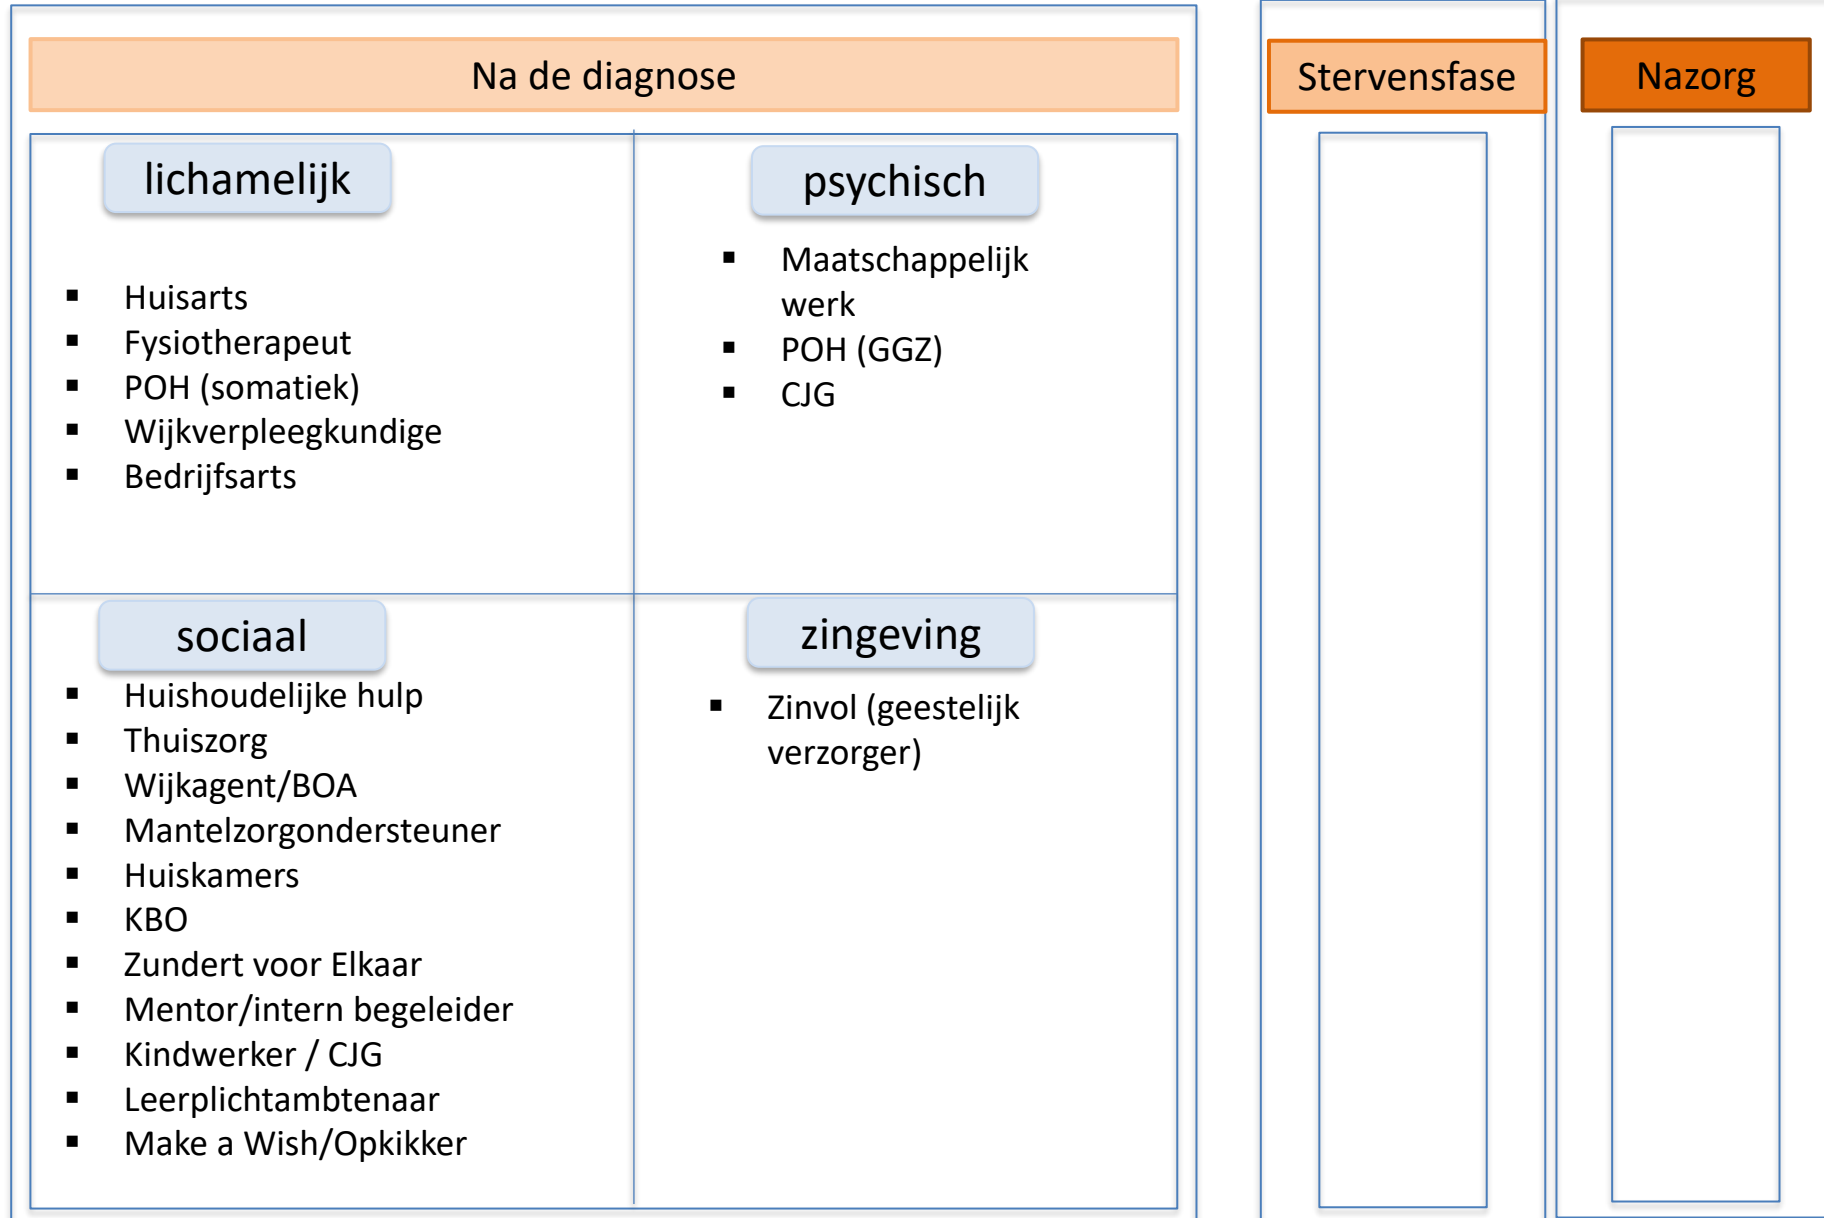 Na de diagnose
Stervensfase
Nazorg
lichamelijk
▪ Huisarts
▪ Fysiotherapeut
▪ POH (somatiek)
▪ Wijkverpleegkundige
▪ Bedrijfsarts
psychisch
▪ Maatschappelijk
werk
▪ POH (GGZ)
▪ CJG
sociaal
▪ Huishoudelijke hulp
▪ Thuiszorg
▪ Wijkagent/BOA
▪ Mantelzorgondersteuner
▪ Huiskamers
▪ KBO
▪ Zundert voor Elkaar
▪ Mentor/intern begeleider
▪ Kindwerker / CJG
▪ Leerplichtambtenaar
▪ Make a Wish/Opkikker
zingeving
▪ Zinvol (geestelijk
verzorger)